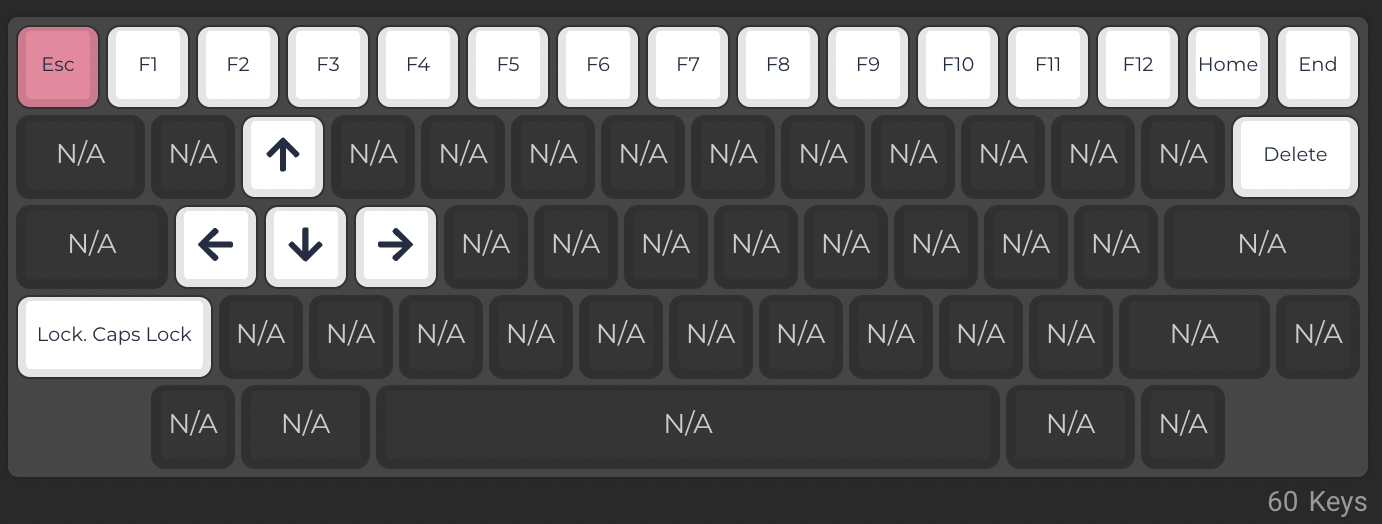 Esc F1 F2 F3 F4 F5 F6 F7 F8 F9 F10 F11 F12 Home End
N/A N/A ↑ N/A N/A N/A N/A N/A N/A N/A N/A N/A N/A Delete
N/A ← ↓ → N/A N/A N/A N/A N/A N/A N/A N/A N/A
Lock. Caps Lock N/A N/A N/A N/A N/A N/A N/A N/A N/A N/A N/A N/A
N/A N/A N/A N/A N/A
60 Keys